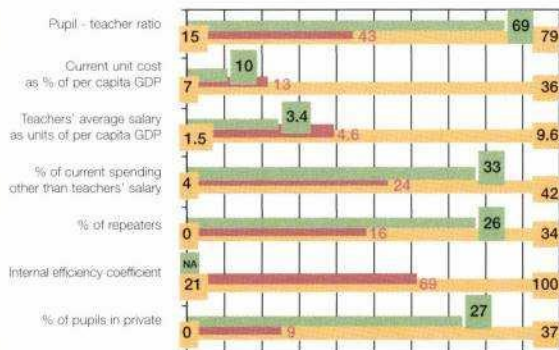 Pupil - teacher ratio
69
15
43
79
Current unit cost
as % of per capita GDP
10
7
13
36
Teachers' average salary
as units of per capita GDP
3.4
1.5
4.6
9.6
% of current spending
other than teachers' salary
33
4
24
42
% of repeaters
26
0
16
34
Internal efficiency coefficient
NA
21
69
100
% of pupils in private
27
0
9
37